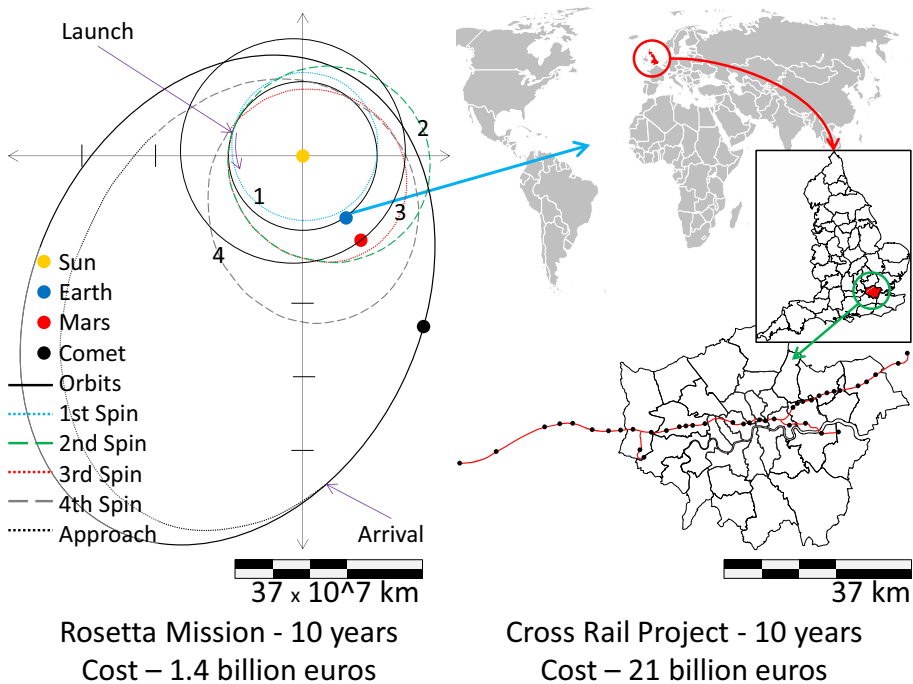 Launch
2
1
3
4
Sun
Earth
Mars
Comet
Orbits
1st Spin
2nd Spin
3rd Spin
4th Spin
Approach
Arrival
37 x 10^7 km
37 km
Rosetta Mission - 10 years
Cost – 1.4 billion euros
Cross Rail Project - 10 years
Cost – 21 billion euros